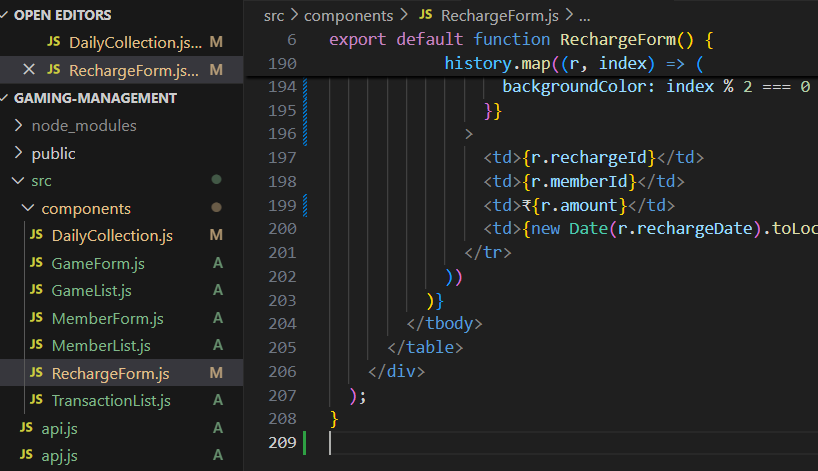 OPEN EDITORS
JS DailyCollection.js... M
JS RechargeForm.js... M
GAMING-MANAGEMENT
node_modules
public
src
components
JS DailyCollection.js M
JS GameForm.js A
JS GameList.js A
JS MemberForm.js A
JS MemberList.js A
JS RechargeForm.js M
JS TransactionList.js A
JS api.js A
JS apj.js A
src > components > JS RechargeForm.js > ...
6 export default function RechargeForm() {
190 history.map((r, index) => (
194 backgroundColor: index % 2 === 0
195 }}
196 >
197 <td>{r.rechargeId}</td>
198 <td>{r.memberId}</td>
199 <td>₹{r.amount}</td>
200 <td>{new Date(r.rechargeDate).toLoc
201 </tr>
202 ))
203 )}
204 </tbody>
205 </table>
206 </div>
207 );
208 }
209